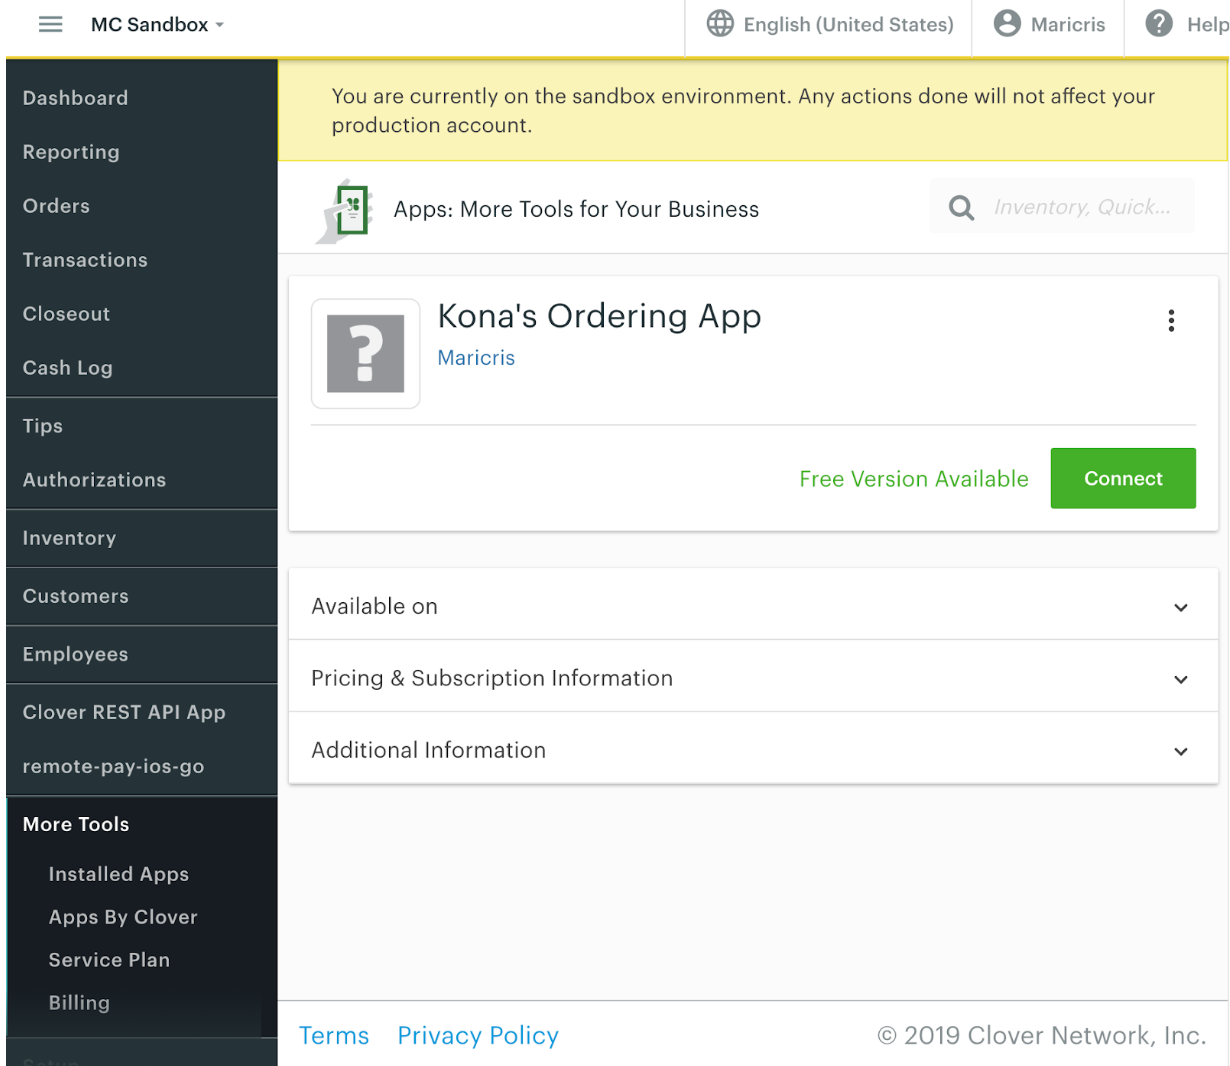 MC Sandbox
English (United States)
Maricris
Help
Dashboard
Reporting
Orders
Transactions
Closeout
Cash Log
Tips
Authorizations
Inventory
Customers
Employees
Clover REST API App
remote-pay-ios-go
More Tools
Installed Apps
Apps By Clover
Service Plan
Billing
Setup
You are currently on the sandbox environment. Any actions done will not affect your
production account.
Apps: More Tools for Your Business
Inventory, Quick...
?
Kona's Ordering App
Maricris
Free Version Available
Connect
Available on
Pricing & Subscription Information
Additional Information
Terms
Privacy Policy
© 2019 Clover Network, Inc.